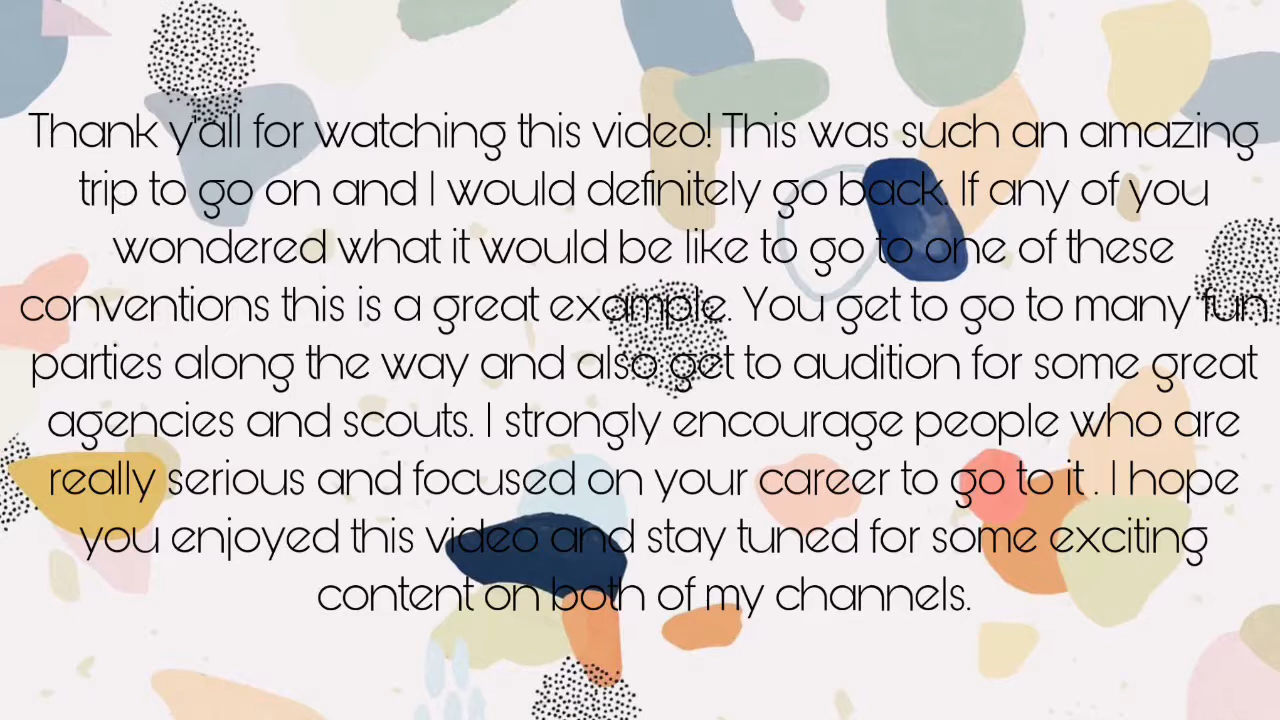 Thank y'all for watching this video! This was such an amazing
trip to go on and I would definitely go back. If any of you
wondered what it would be like to go to one of these
conventions this is a great example. You get to go to many fun
parties along the way and also get to audition for some great
agencies and scouts. I strongly encourage people who are
really serious and focused on your career to go to it . I hope
you enjoyed this video and stay tuned for some exciting
content on both of my channels.